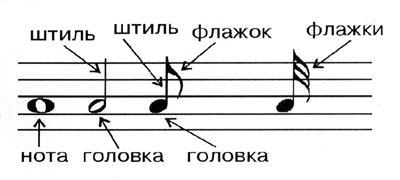 штиль штиль флажок флажки
нота головка головка